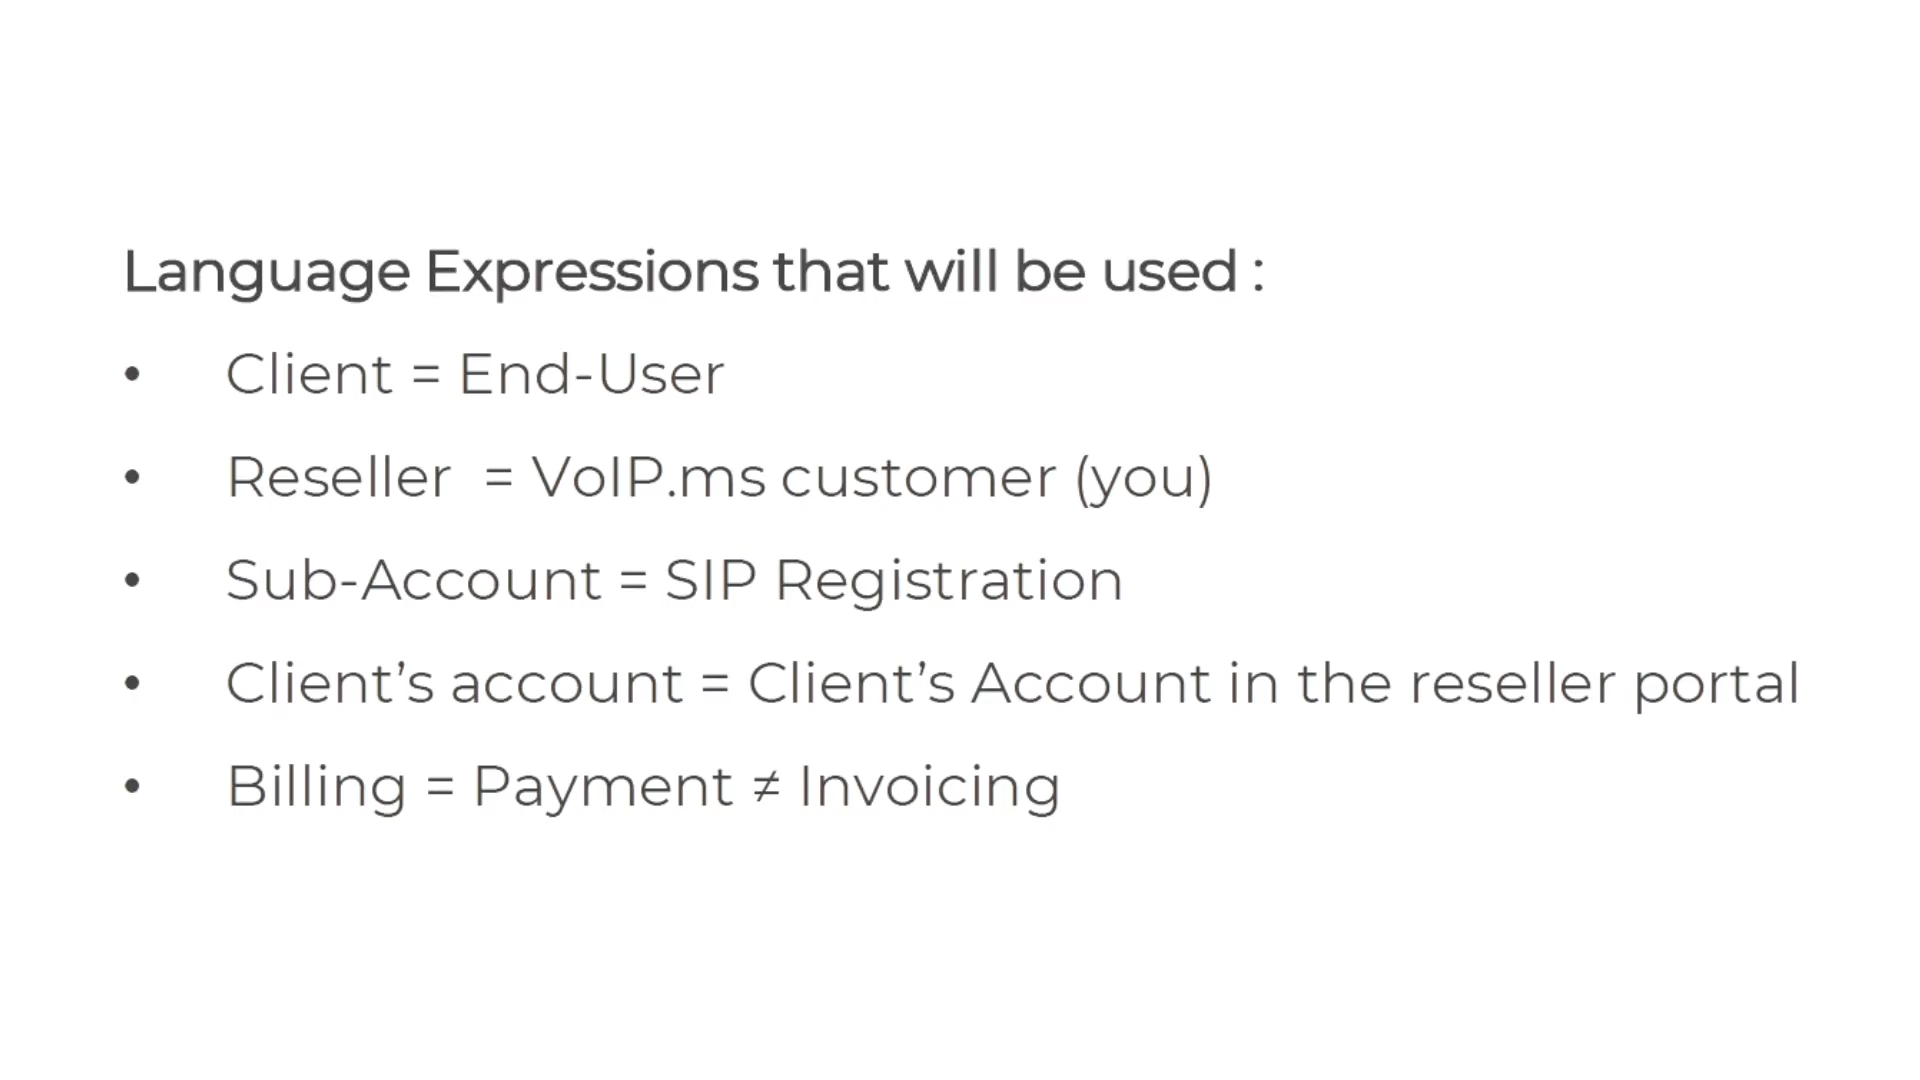 Language Expressions that will be used :
• Client = End-User
• Reseller  = VoIP.ms customer (you)
• Sub-Account = SIP Registration
• Client’s account = Client’s Account in the reseller portal
• Billing = Payment ≠ Invoicing